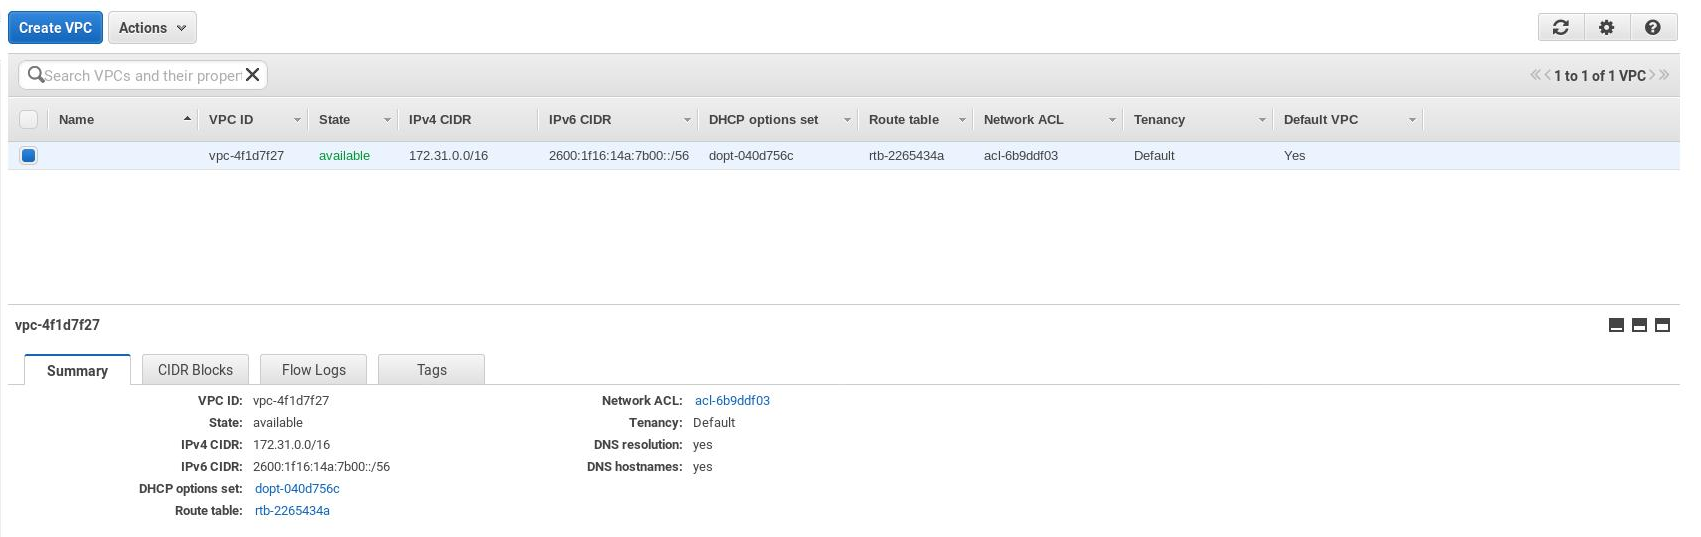 Create VPC Actions
Search VPCs and their proper 1 to 1 of 1 VPC
Name VPC ID State IPv4 CIDR IPv6 CIDR DHCP options set Route table Network ACL Tenancy Default VPC
vpc-4f1d7f27 available 172.31.0.0/16 2600:1f16:14a:7b00::/56 dopt-040d756c rtb-2265434a acl-6b9ddf03 Default Yes
vpc-4f1d7f27
Summary CIDR Blocks Flow Logs Tags
VPC ID: vpc-4f1d7f27 Network ACL: acl-6b9ddf03
State: available Tenancy: Default
IPv4 CIDR: 172.31.0.0/16 DNS resolution: yes
IPv6 CIDR: 2600:1f16:14a:7b00::/56 DNS hostnames: yes
DHCP options set: dopt-040d756c
Route table: rtb-2265434a